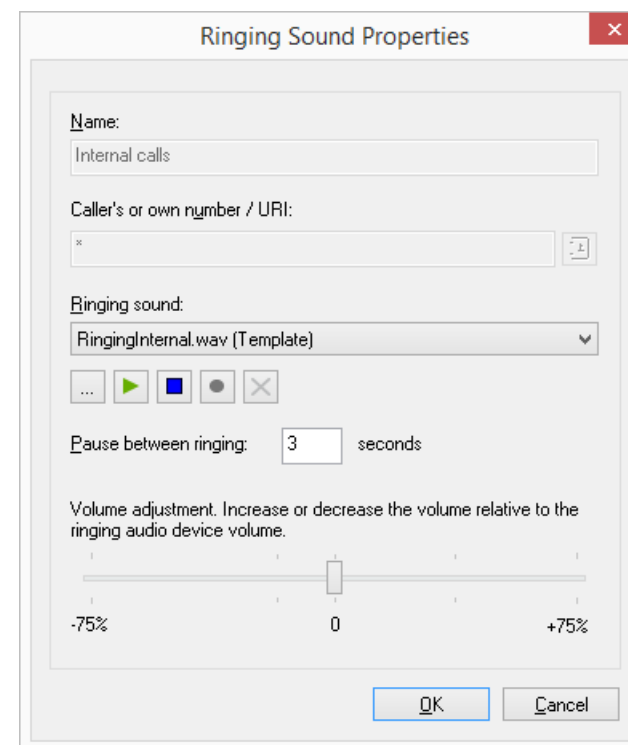 Ringing Sound Properties
Name:
Internal calls
Caller's or own number / URI:
*
Ringing sound:
RingingInternal.wav (Template)
...
Pause between ringing: 3 seconds
Volume adjustment. Increase or decrease the volume relative to the
ringing audio device volume.
-75% 0 +75%
OK Cancel